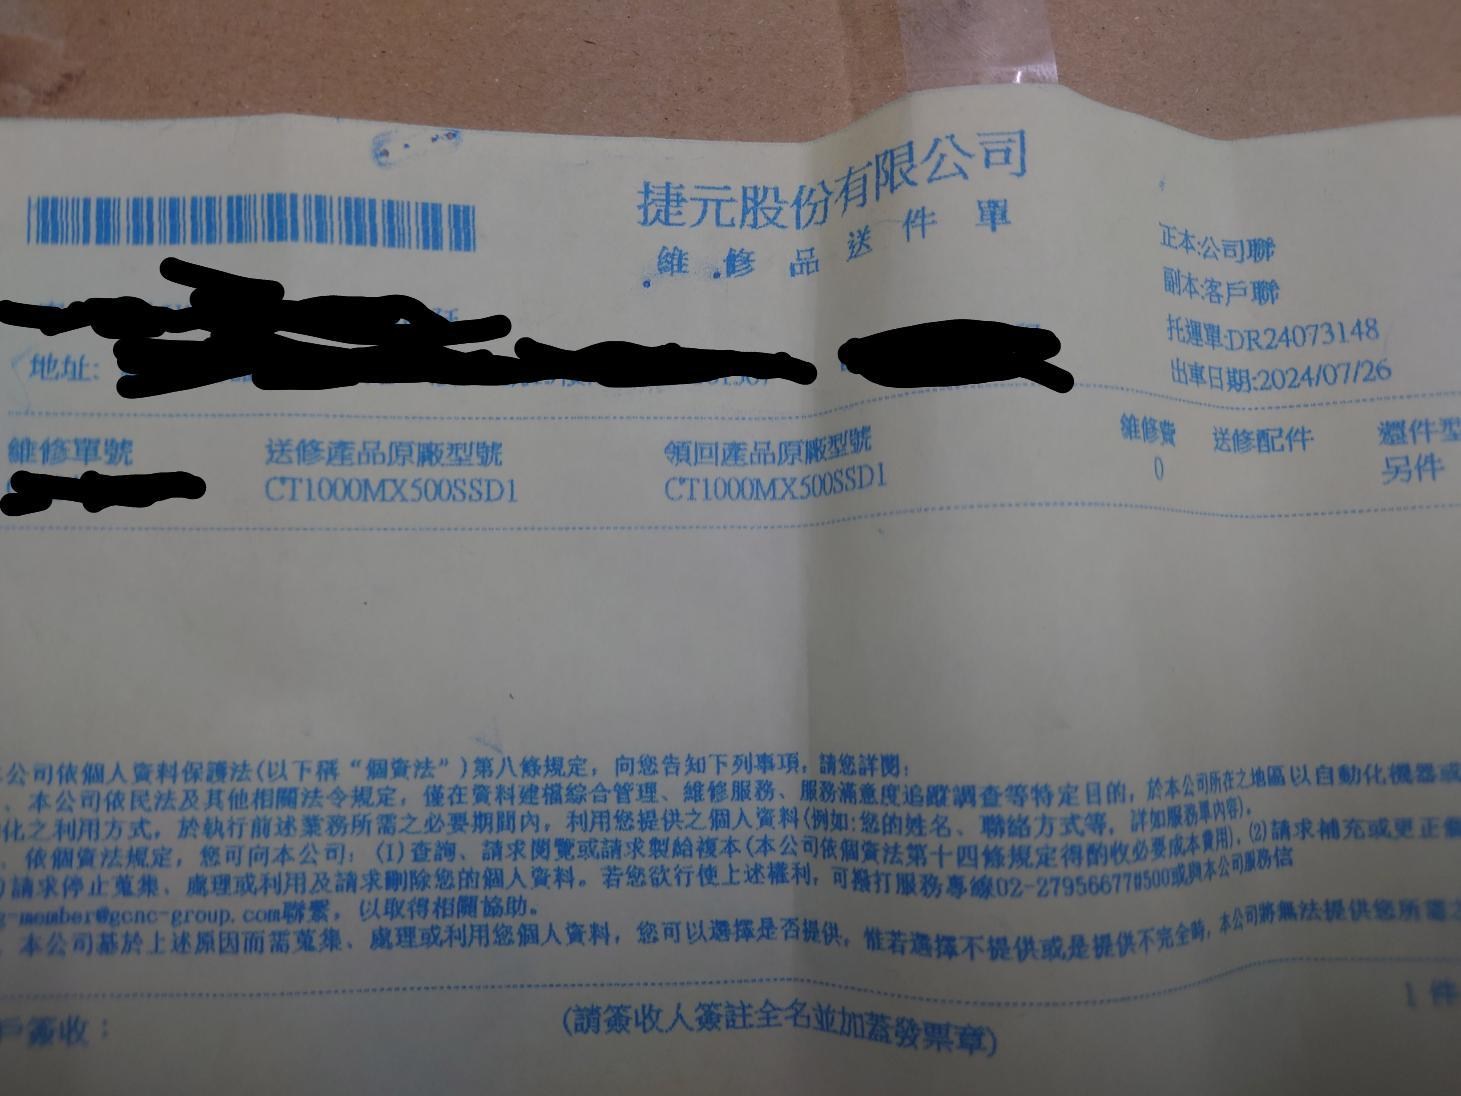 捷元股份有限公司
維修品送件單
正本:公司聯
副本:客戶聯
托運單:DR24073148
出車日期:2024/07/26
地址:
維修單號 送修產品原廠型號 領回產品原廠型號 維修費 送修配件 還件型
CT1000MX500SSD1 CT1000MX500SSD1 0 另件
公司依個人資料保護法(以下稱“個資法”)第八條規定，向您告知下列事項，請您詳閱：
、本公司依民法及其他相關法令規定，僅在資料建檔綜合管理、維修服務、服務滿意度追蹤調查等特定目的，於本公司所在之地區以自動化機器或
化之利用方式，於執行前述業務所需之必要期間內，利用您提供之個人資料(例如:您的姓名、聯絡方式等，詳如服務單內容)。
、依個資法規定，您可向本公司：(1)查詢、請求閱覽或請求製給複本(本公司依個資法第十四條規定得酌收必要成本費用)，(2)請求補充或更正
)請求停止蒐集、處理或利用及請求刪除您的個人資料。若您欲行使上述權利，可撥打服務專線02-27956677#500或與本公司服務信
-member@gcnc-group.com聯繫，以取得相關協助。
、本公司基於上述原因而需蒐集、處理或利用您個人資料，您可以選擇是否提供，惟若選擇不提供或是提供不完全時，本公司將無法提供您所需之
1 件
戶簽收：
(請簽收人簽註全名並加蓋發票章)